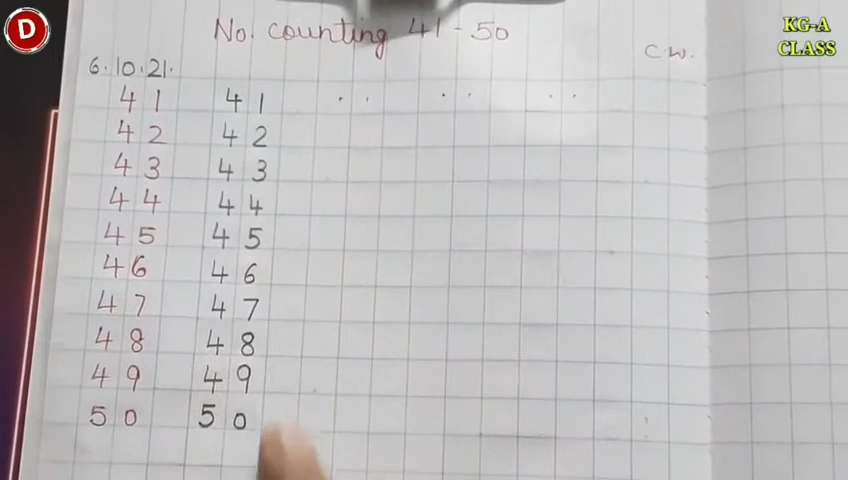 D
No. counting 41 - 50
KG-A
CLASS
C.W.
6.10.21.
41 41
42 42
43 43
44 44
45 45
46 46
47 47
48 48
49 49
50 50